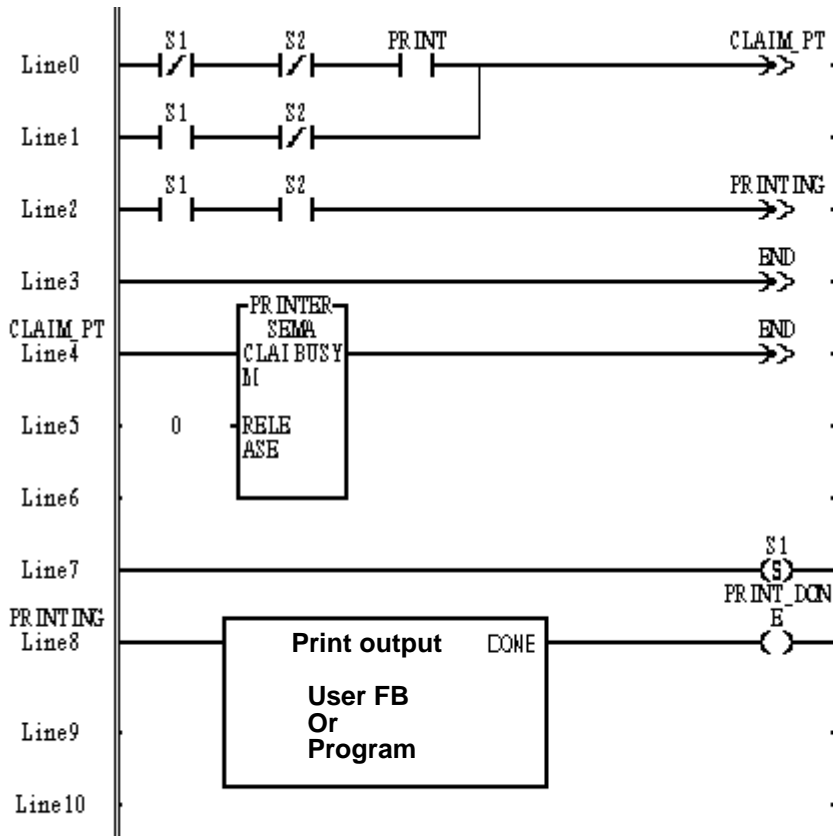 S1 S2 PRINT CLAIM_PT
Line0
S1 S2
Line1
S1 S2 PRINTING
Line2
END
Line3
PRINTER
CLAIM_PT SEMA END
Line4 CLAI BUSY
M
Line5 0 RELE
ASE
Line6
S1
Line7 S
PRINT_DON
PRINTING E
Line8 Print output DONE
User FB
Or
Line9 Program
Line10